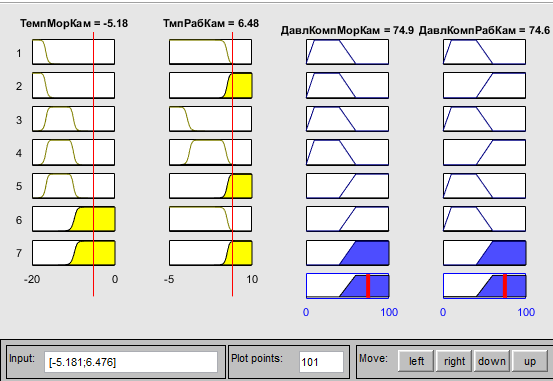 ТемпМорКам = -5.18 ТмпРабКам = 6.48 ДавлКомпМорКам = 74.9 ДавлКомпРабКам = 74.6
1
2
3
4
5
6
7
-20 0 -5 10
0 100 0 100
Input: [-5.181;6.476] Plot points: 101 Move: left right down up